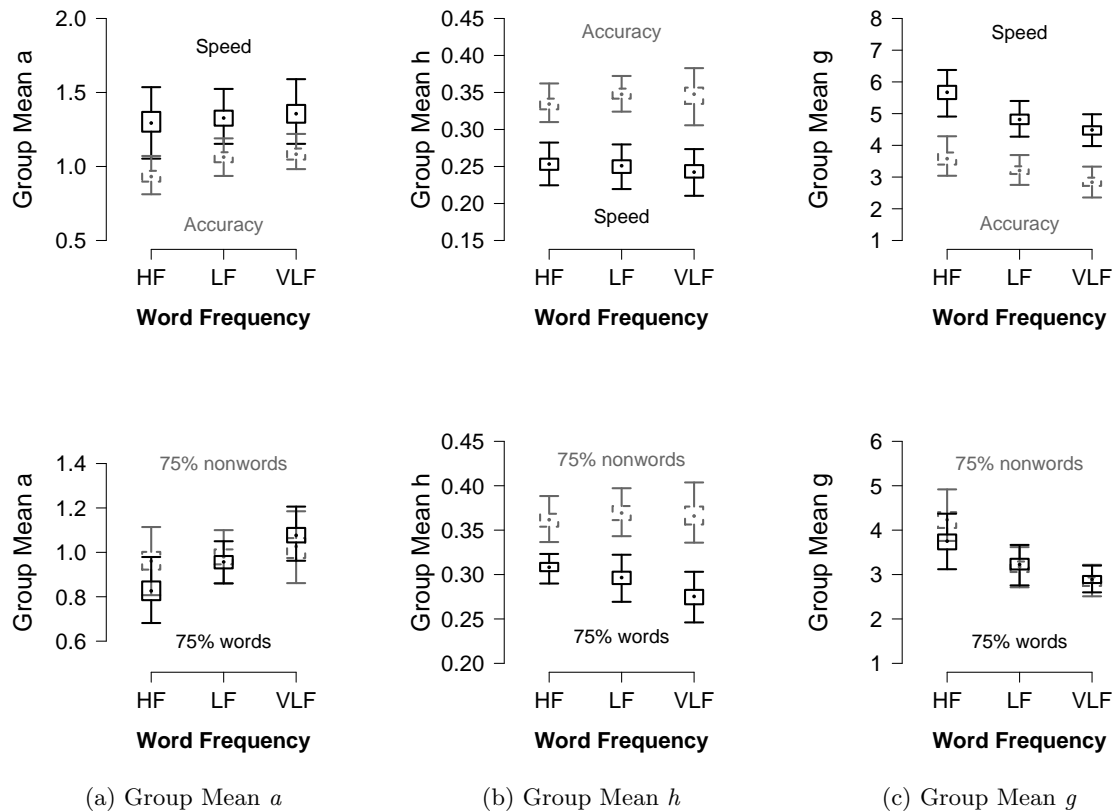 Group Mean a
2.0
1.5
1.0
0.5
Speed
Accuracy
HF LF VLF
Word Frequency
Group Mean h
0.45
0.40
0.35
0.30
0.25
0.20
0.15
Accuracy
Speed
HF LF VLF
Word Frequency
Group Mean g
8
7
6
5
4
3
2
1
Speed
Accuracy
HF LF VLF
Word Frequency
Group Mean a
1.4
1.2
1.0
0.8
0.6
75% nonwords
75% words
HF LF VLF
Word Frequency
(a) Group Mean a
Group Mean h
0.45
0.40
0.35
0.30
0.25
0.20
75% nonwords
75% words
HF LF VLF
Word Frequency
(b) Group Mean h
Group Mean g
6
5
4
3
2
1
75% nonwords
75% words
HF LF VLF
Word Frequency
(c) Group Mean g